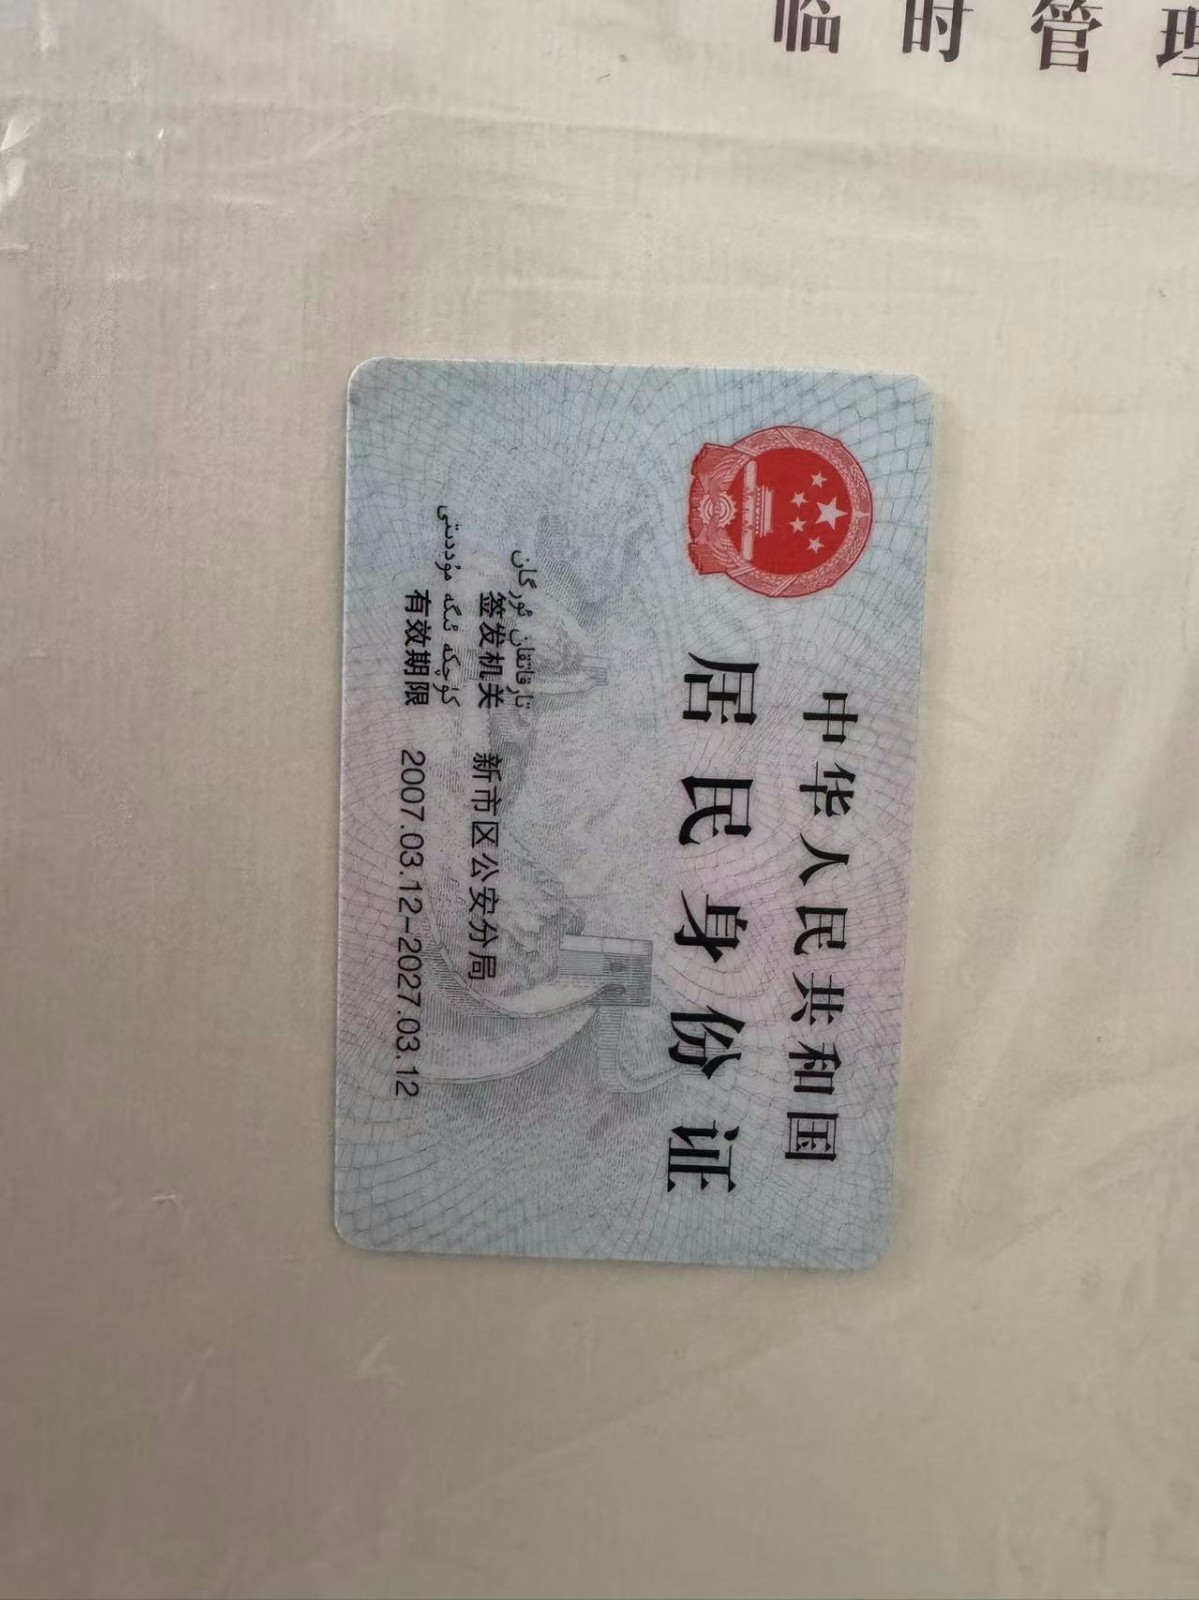 临时管理
中华人民共和国
居民身份证
تارقاتقان ئورگان
签发机关 新市区公安分局
كۈچكە ئىگە مۇددىتى
有效期限 2007.03.12-2027.03.12